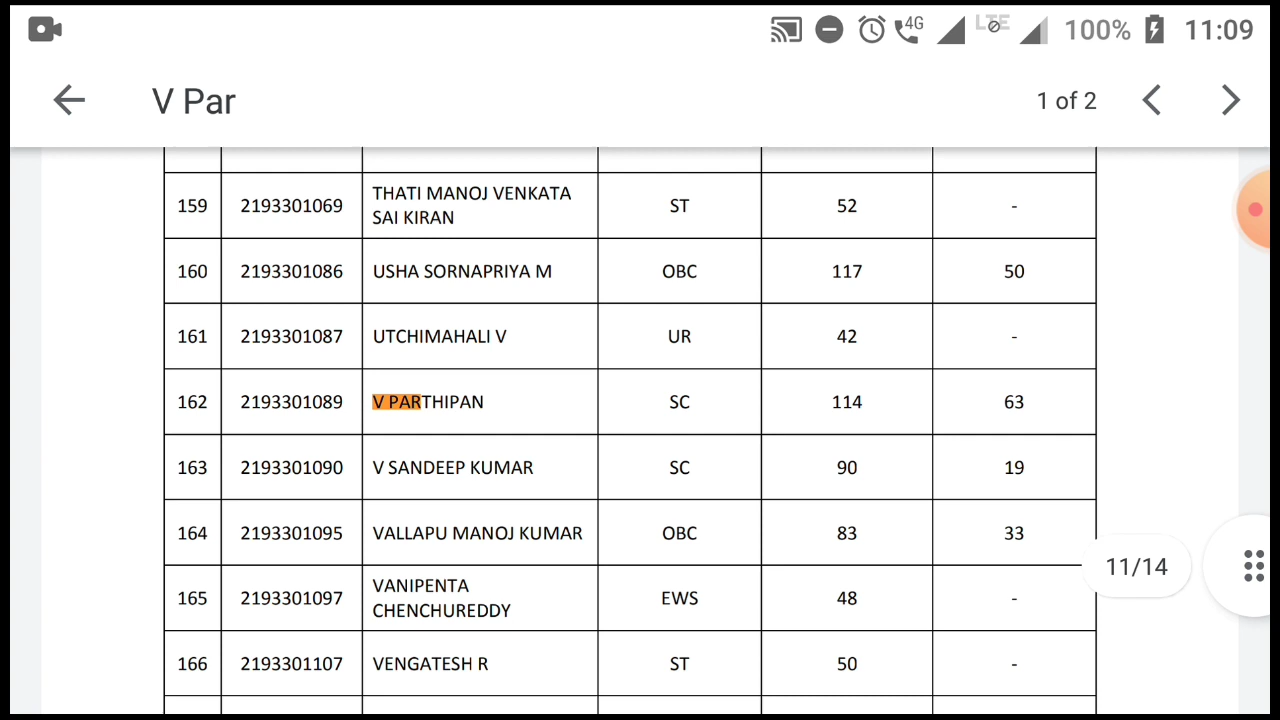 4G LTE 100% 11:09
V Par 1 of 2
159 2193301069 THATI MANOJ VENKATA SAI KIRAN ST 52 -
160 2193301086 USHA SORNAPRIYA M OBC 117 50
161 2193301087 UTCHIMAHALI V UR 42 -
162 2193301089 V PARTHIPAN SC 114 63
163 2193301090 V SANDEEP KUMAR SC 90 19
164 2193301095 VALLAPU MANOJ KUMAR OBC 83 33
11/14
165 2193301097 VANIPENTA CHENCHUREDDY EWS 48 -
166 2193301107 VENGATESH R ST 50 -